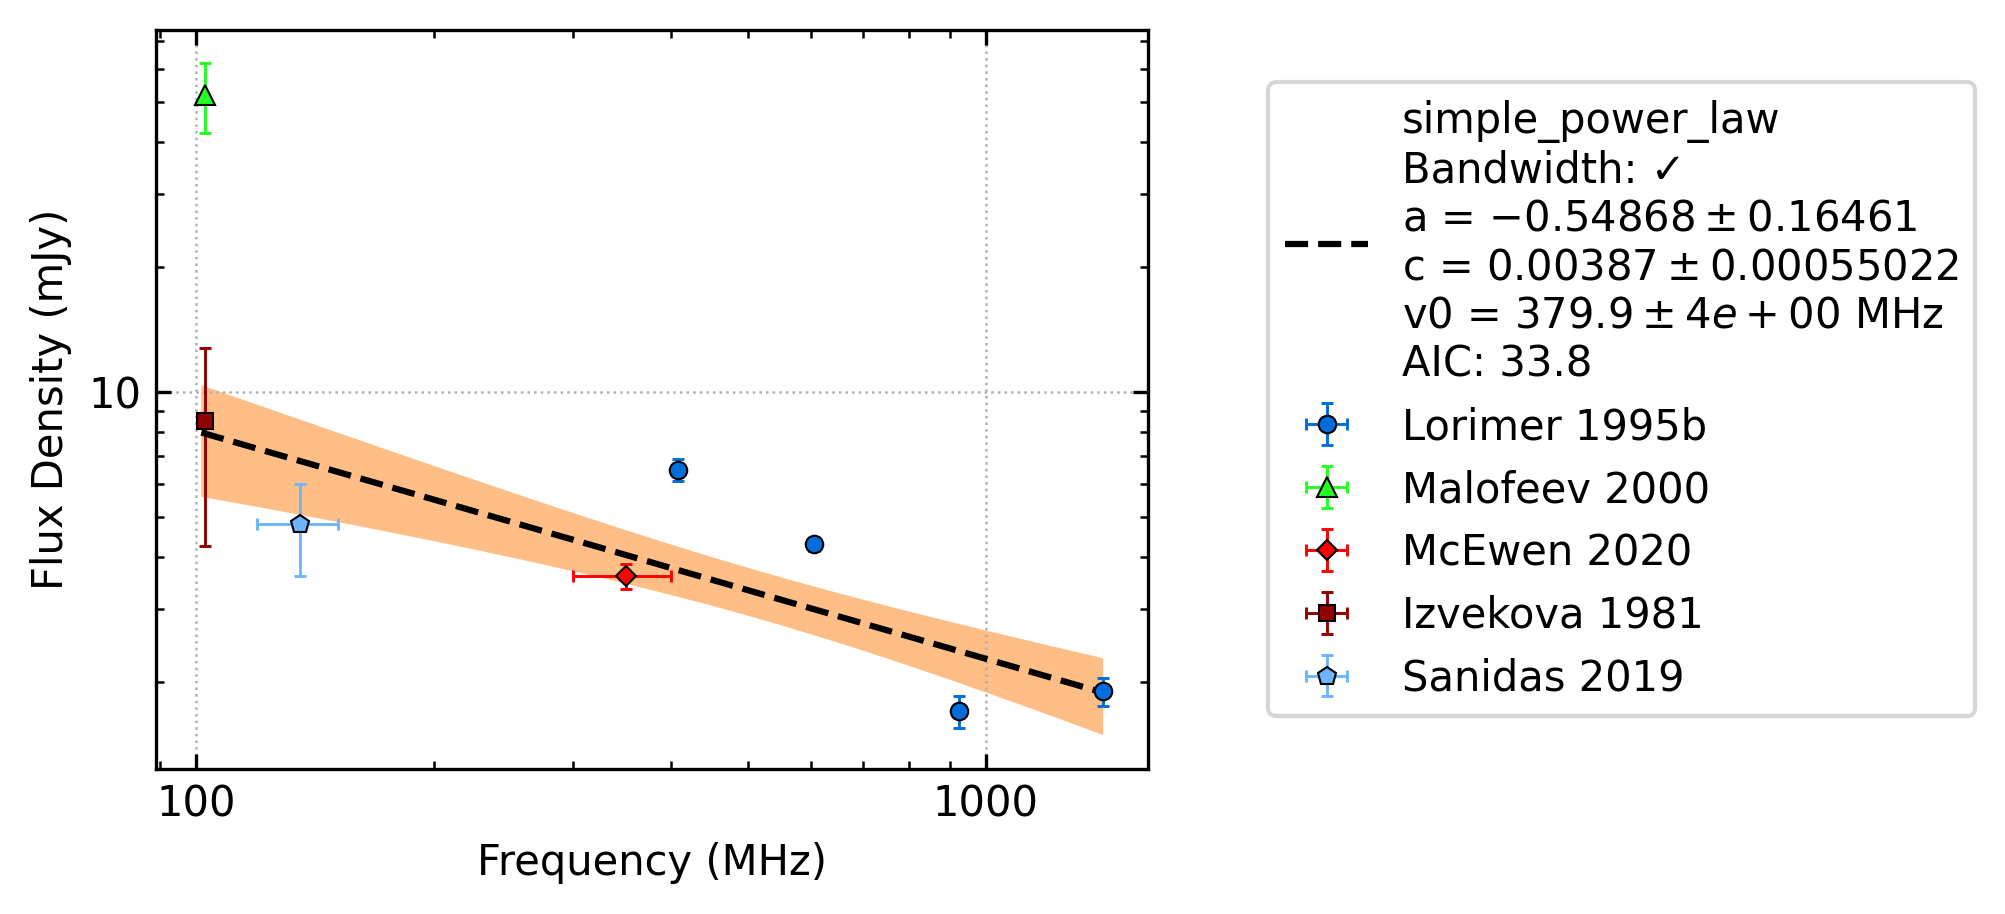 10
Flux Density (mJy)
100
1000
Frequency (MHz)
simple_power_law
Bandwidth: ✓
a = −0.54868 ± 0.16461
c = 0.00387 ± 0.00055022
v0 = 379.9 ± 4e + 00 MHz
AIC: 33.8
Lorimer 1995b
Malofeev 2000
McEwen 2020
Izvekova 1981
Sanidas 2019